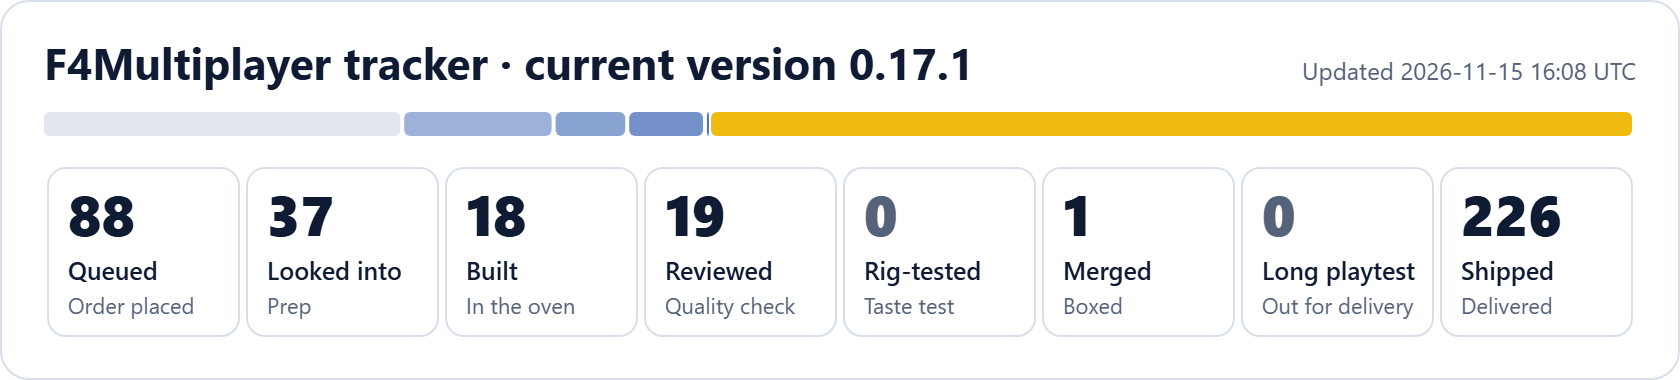 F4Multiplayer tracker · current version 0.17.1
Updated 2026-11-15 16:08 UTC
88
Queued
Order placed
37
Looked into
Prep
18
Built
In the oven
19
Reviewed
Quality check
0
Rig-tested
Taste test
1
Merged
Boxed
0
Long playtest
Out for delivery
226
Shipped
Delivered